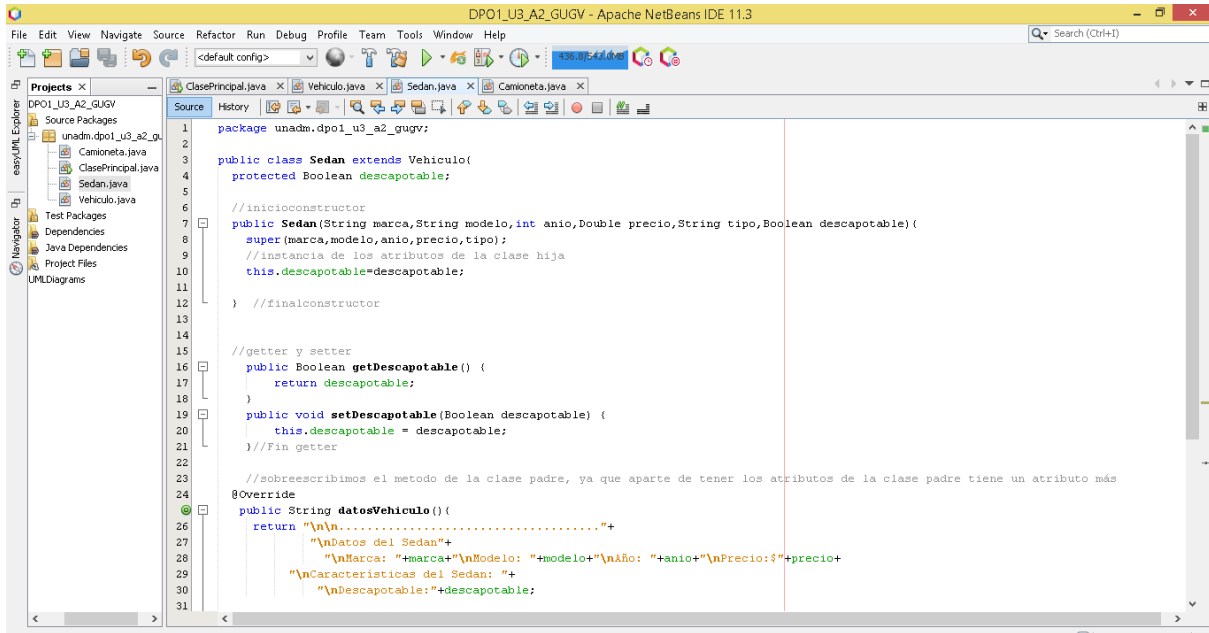 DPO1_U3_A2_GUGV - Apache NetBeans IDE 11.3
File Edit View Navigate Source Refactor Run Debug Profile Team Tools Window Help
Search (Ctrl+I)
<default config>
436.8/543.0MB
Projects
ClasePrincipal.java Vehiculo.java Sedan.java Camioneta.java
Source History
easyUML Explorer
Navigator
DPO1_U3_A2_GUGV
Source Packages
unadm.dpo1_u3_a2_gu
Camioneta.java
ClasePrincipal.java
Sedan.java
Vehiculo.java
Test Packages
Dependencies
Java Dependencies
Project Files
UMLDiagrams
1 package unadm.dpo1_u3_a2_gugv;
2
3 public class Sedan extends Vehiculo{
4 protected Boolean descapotable;
5
6 //inicioconstructor
7 public Sedan(String marca,String modelo,int anio,Double precio,String tipo,Boolean descapotable){
8 super(marca,modelo,anio,precio,tipo);
9 //instancia de los atributos de la clase hija
10 this.descapotable=descapotable;
11
12 } //finalconstructor
13
14
15 //getter y setter
16 public Boolean getDescapotable() {
17 return descapotable;
18 }
19 public void setDescapotable(Boolean descapotable) {
20 this.descapotable = descapotable;
21 }//Fin getter
22
23 //sobreescribimos el metodo de la clase padre, ya que aparte de tener los atributos de la clase padre tiene un atributo más
24 @Override
public String datosVehiculo(){
26 return "\n\n....................................."+
27 "\nDatos del Sedan"+
28 "\nMarca: "+marca+"\nModelo: "+modelo+"\nAño: "+anio+"\nPrecio:$"+precio+
29 "\nCaracterísticas del Sedan: "+
30 "\nDescapotable:"+descapotable;
31